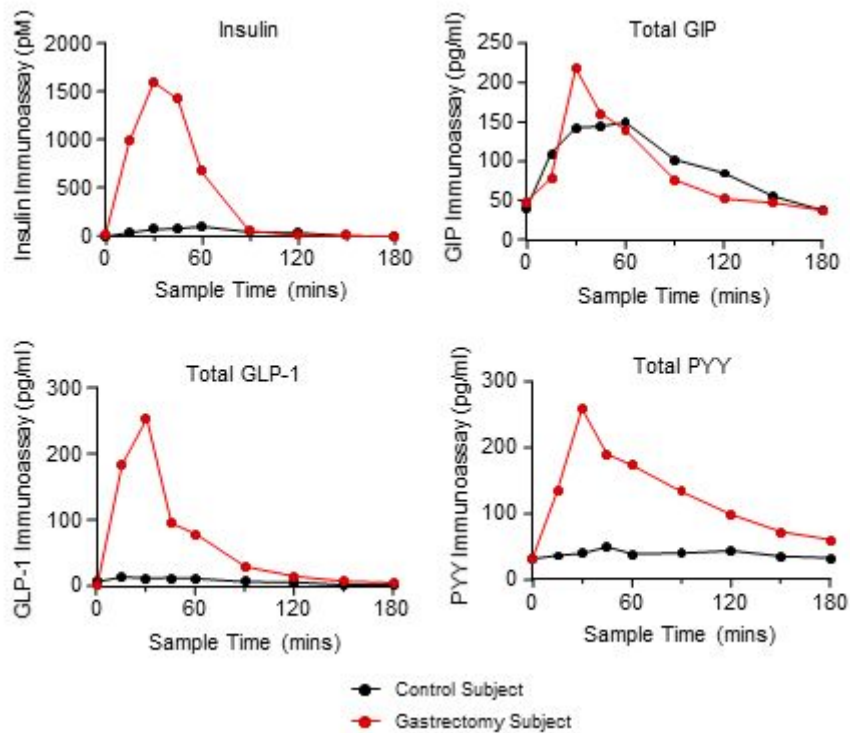 Insulin
Insulin Immunoassay (pM)
2000
1500
1000
500
0
0 60 120 180
Sample Time (mins)
Total GIP
GIP Immunoassay (pg/ml)
250
200
150
100
50
0
0 60 120 180
Sample Time (mins)
Total GLP-1
GLP-1 Immunoassay (pg/ml)
300
200
100
0
0 60 120 180
Sample Time (mins)
Total PYY
PYY Immunoassay (pg/ml)
300
200
100
0
0 60 120 180
Sample Time (mins)
Control Subject
Gastrectomy Subject